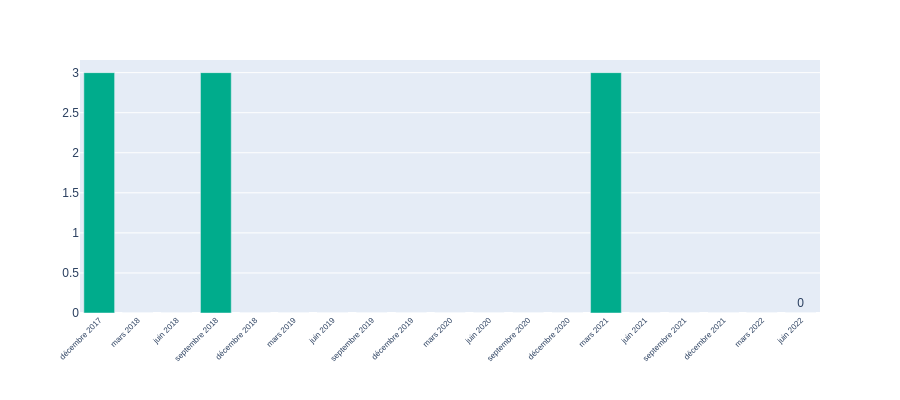 3
2.5
2
1.5
1
0.5
0
0
décembre 2017
mars 2018
juin 2018
septembre 2018
décembre 2018
mars 2019
juin 2019
septembre 2019
décembre 2019
mars 2020
juin 2020
septembre 2020
décembre 2020
mars 2021
juin 2021
septembre 2021
décembre 2021
mars 2022
juin 2022